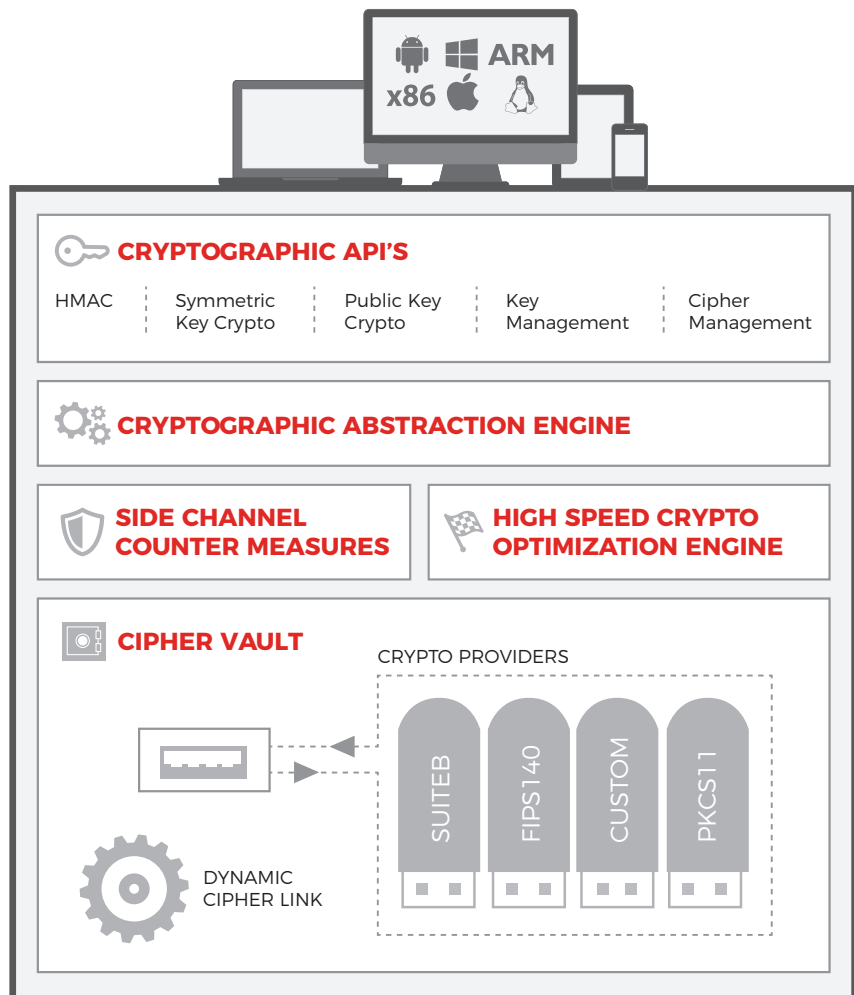 ARM
x86
CRYPTOGRAPHIC API'S
HMAC
Symmetric
Key Crypto
Public Key
Crypto
Key
Management
Cipher
Management
CRYPTOGRAPHIC ABSTRACTION ENGINE
SIDE CHANNEL
COUNTER MEASURES
HIGH SPEED CRYPTO
OPTIMIZATION ENGINE
CIPHER VAULT
CRYPTO PROVIDERS
SUITEB
FIPS140
CUSTOM
PKCS11
DYNAMIC
CIPHER LINK